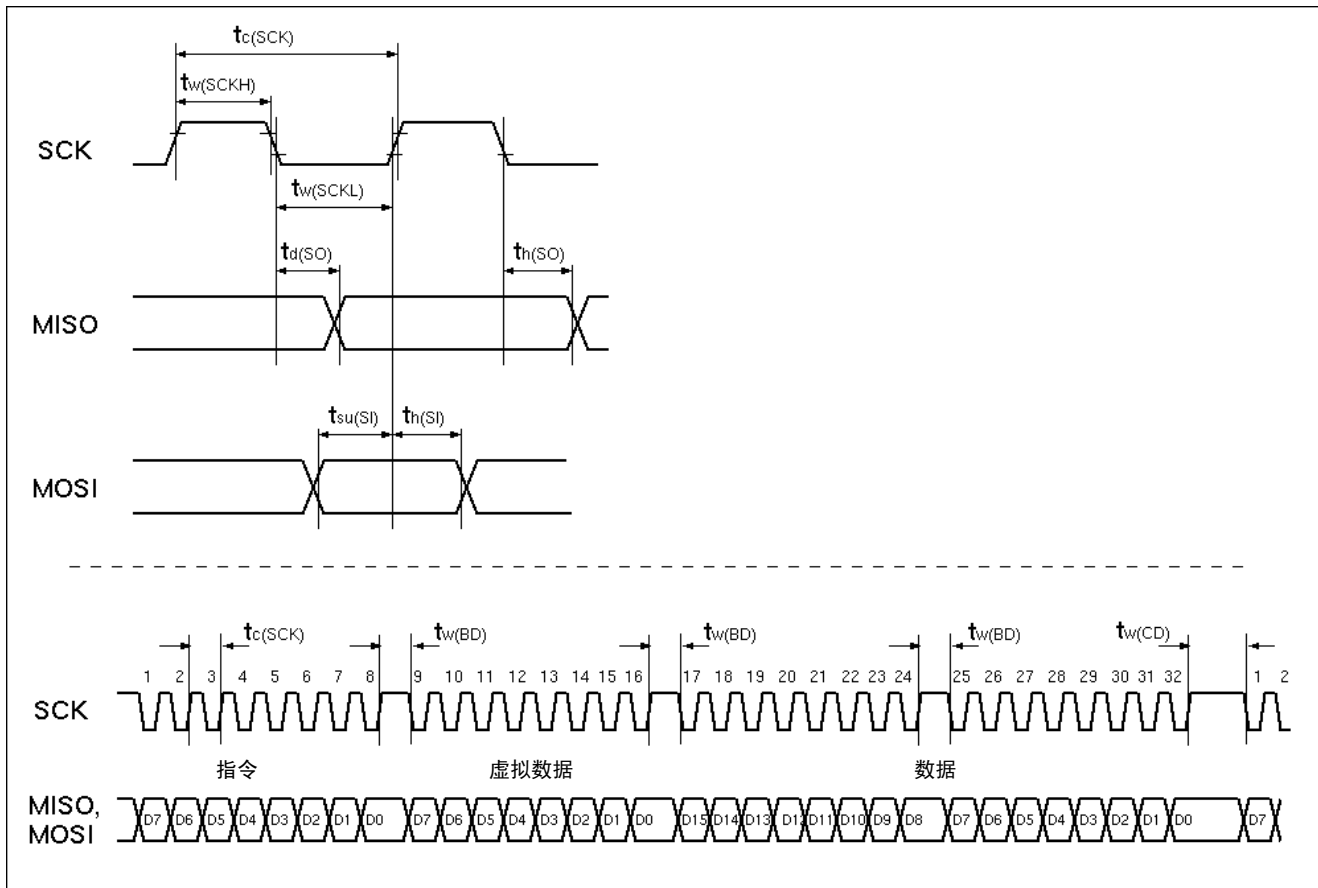 tc(SCK)
tw(SCKH)
SCK
tw(SCKL)
td(SO)
th(SO)
MISO
tsu(SI)
th(SI)
MOSI
tc(SCK)
tw(BD)
tw(BD)
tw(BD)
tw(CD)
1 2 3 4 5 6 7 8 9 10 11 12 13 14 15 16 17 18 19 20 21 22 23 24 25 26 27 28 29 30 31 32 1 2
SCK
指令 虚拟数据 数据
MISO,
MOSI
D7 D6 D5 D4 D3 D2 D1 D0 D7 D6 D5 D4 D3 D2 D1 D0 D15 D14 D13 D12 D11 D10 D9 D8 D7 D6 D5 D4 D3 D2 D1 D0 D7